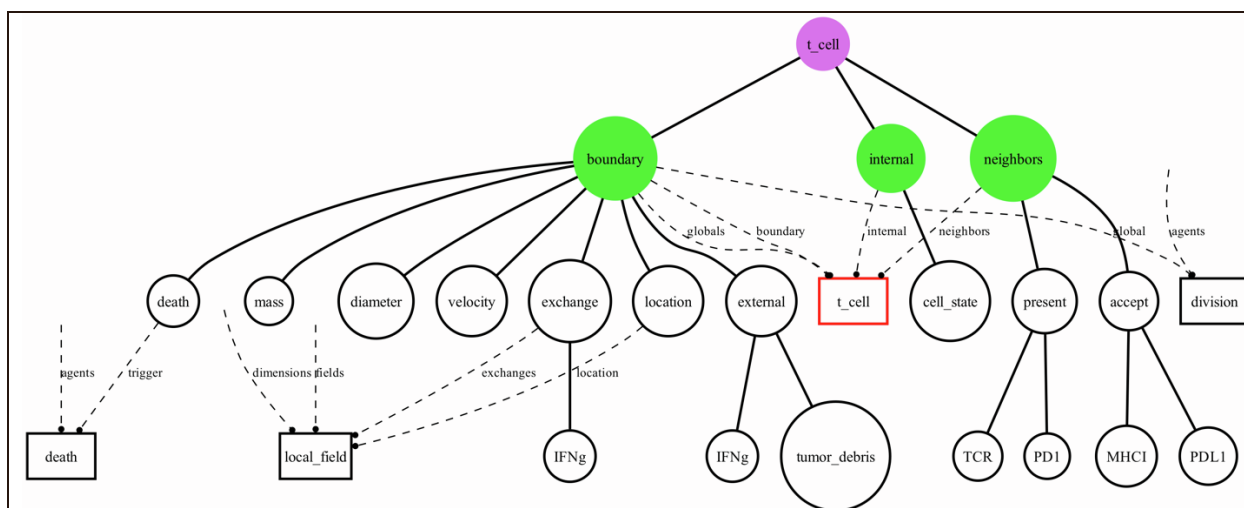 t_cell
boundary
internal
neighbors
globals
boundary
internal
neighbors
global
agents
death
mass
diameter
velocity
exchange
location
external
t_cell
cell_state
present
accept
division
agents
trigger
dimensions
fields
exchanges
location
death
local_field
IFNg
IFNg
tumor_debris
TCR
PD1
MHCI
PDL1